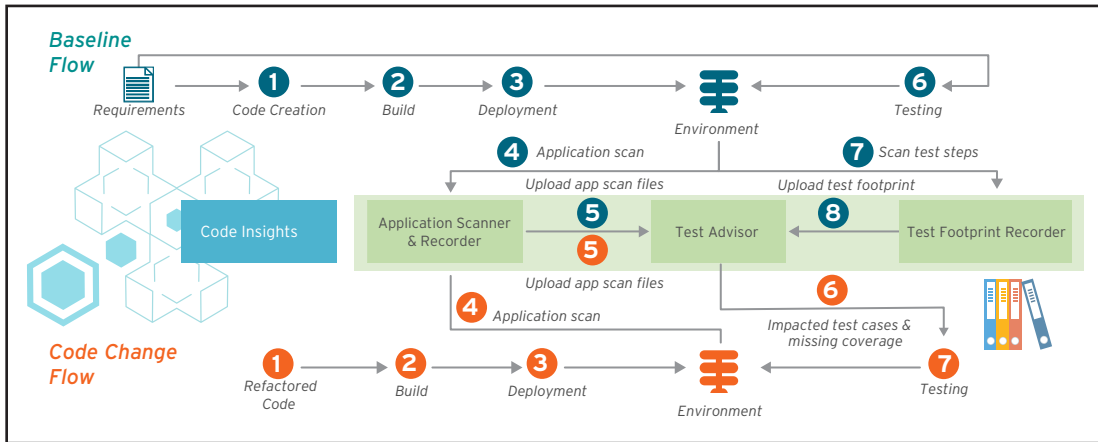 Baseline
Flow
1
2
3
6
Requirements
Code Creation
Build
Deployment
Testing
Environment
4
Application scan
7
Scan test steps
Upload app scan files
Upload test footprint
Code Insights
Application Scanner
& Recorder
5
5
Test Advisor
8
Test Footprint Recorder
Upload app scan files
4
Application scan
6
Impacted test cases &
missing coverage
Code Change
Flow
1
2
3
7
Refactored
Code
Build
Deployment
Environment
Testing